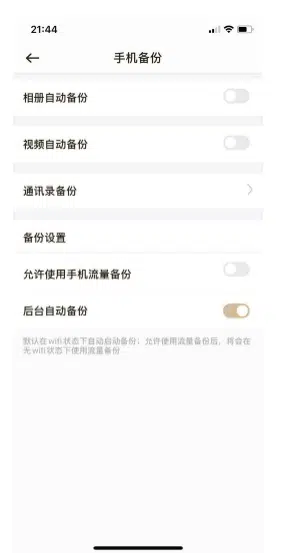 21:44
手机备份
相册自动备份
视频自动备份
通讯录备份
备份设置
允许使用手机流量备份
后台自动备份
默认在wifi状态下自动启动备份；允许使用流量备份后，将会在
无wifi状态下使用流量备份